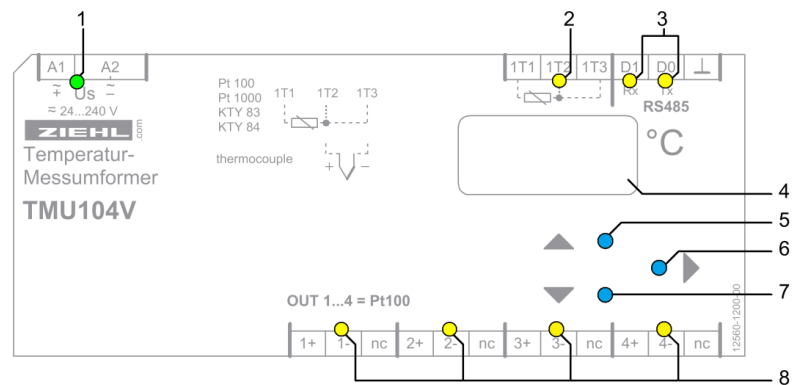 1 2 3
A1 A2 1T1 1T2 1T3 D1 D0 ⊥
≂ + Us ≂ - Rx Tx
≂ 24...240 V RS485
ZIEHL .com
Temperatur-
Messumformer
TMU104V
Pt 100
Pt 1000
KTY 83
KTY 84
1T1 1T2 1T3
thermocouple
+ -
°C
4
5
6
7
OUT 1...4 = Pt100
12560-1200-00
1+ 1- nc 2+ 2- nc 3+ 3- nc 4+ 4- nc
8